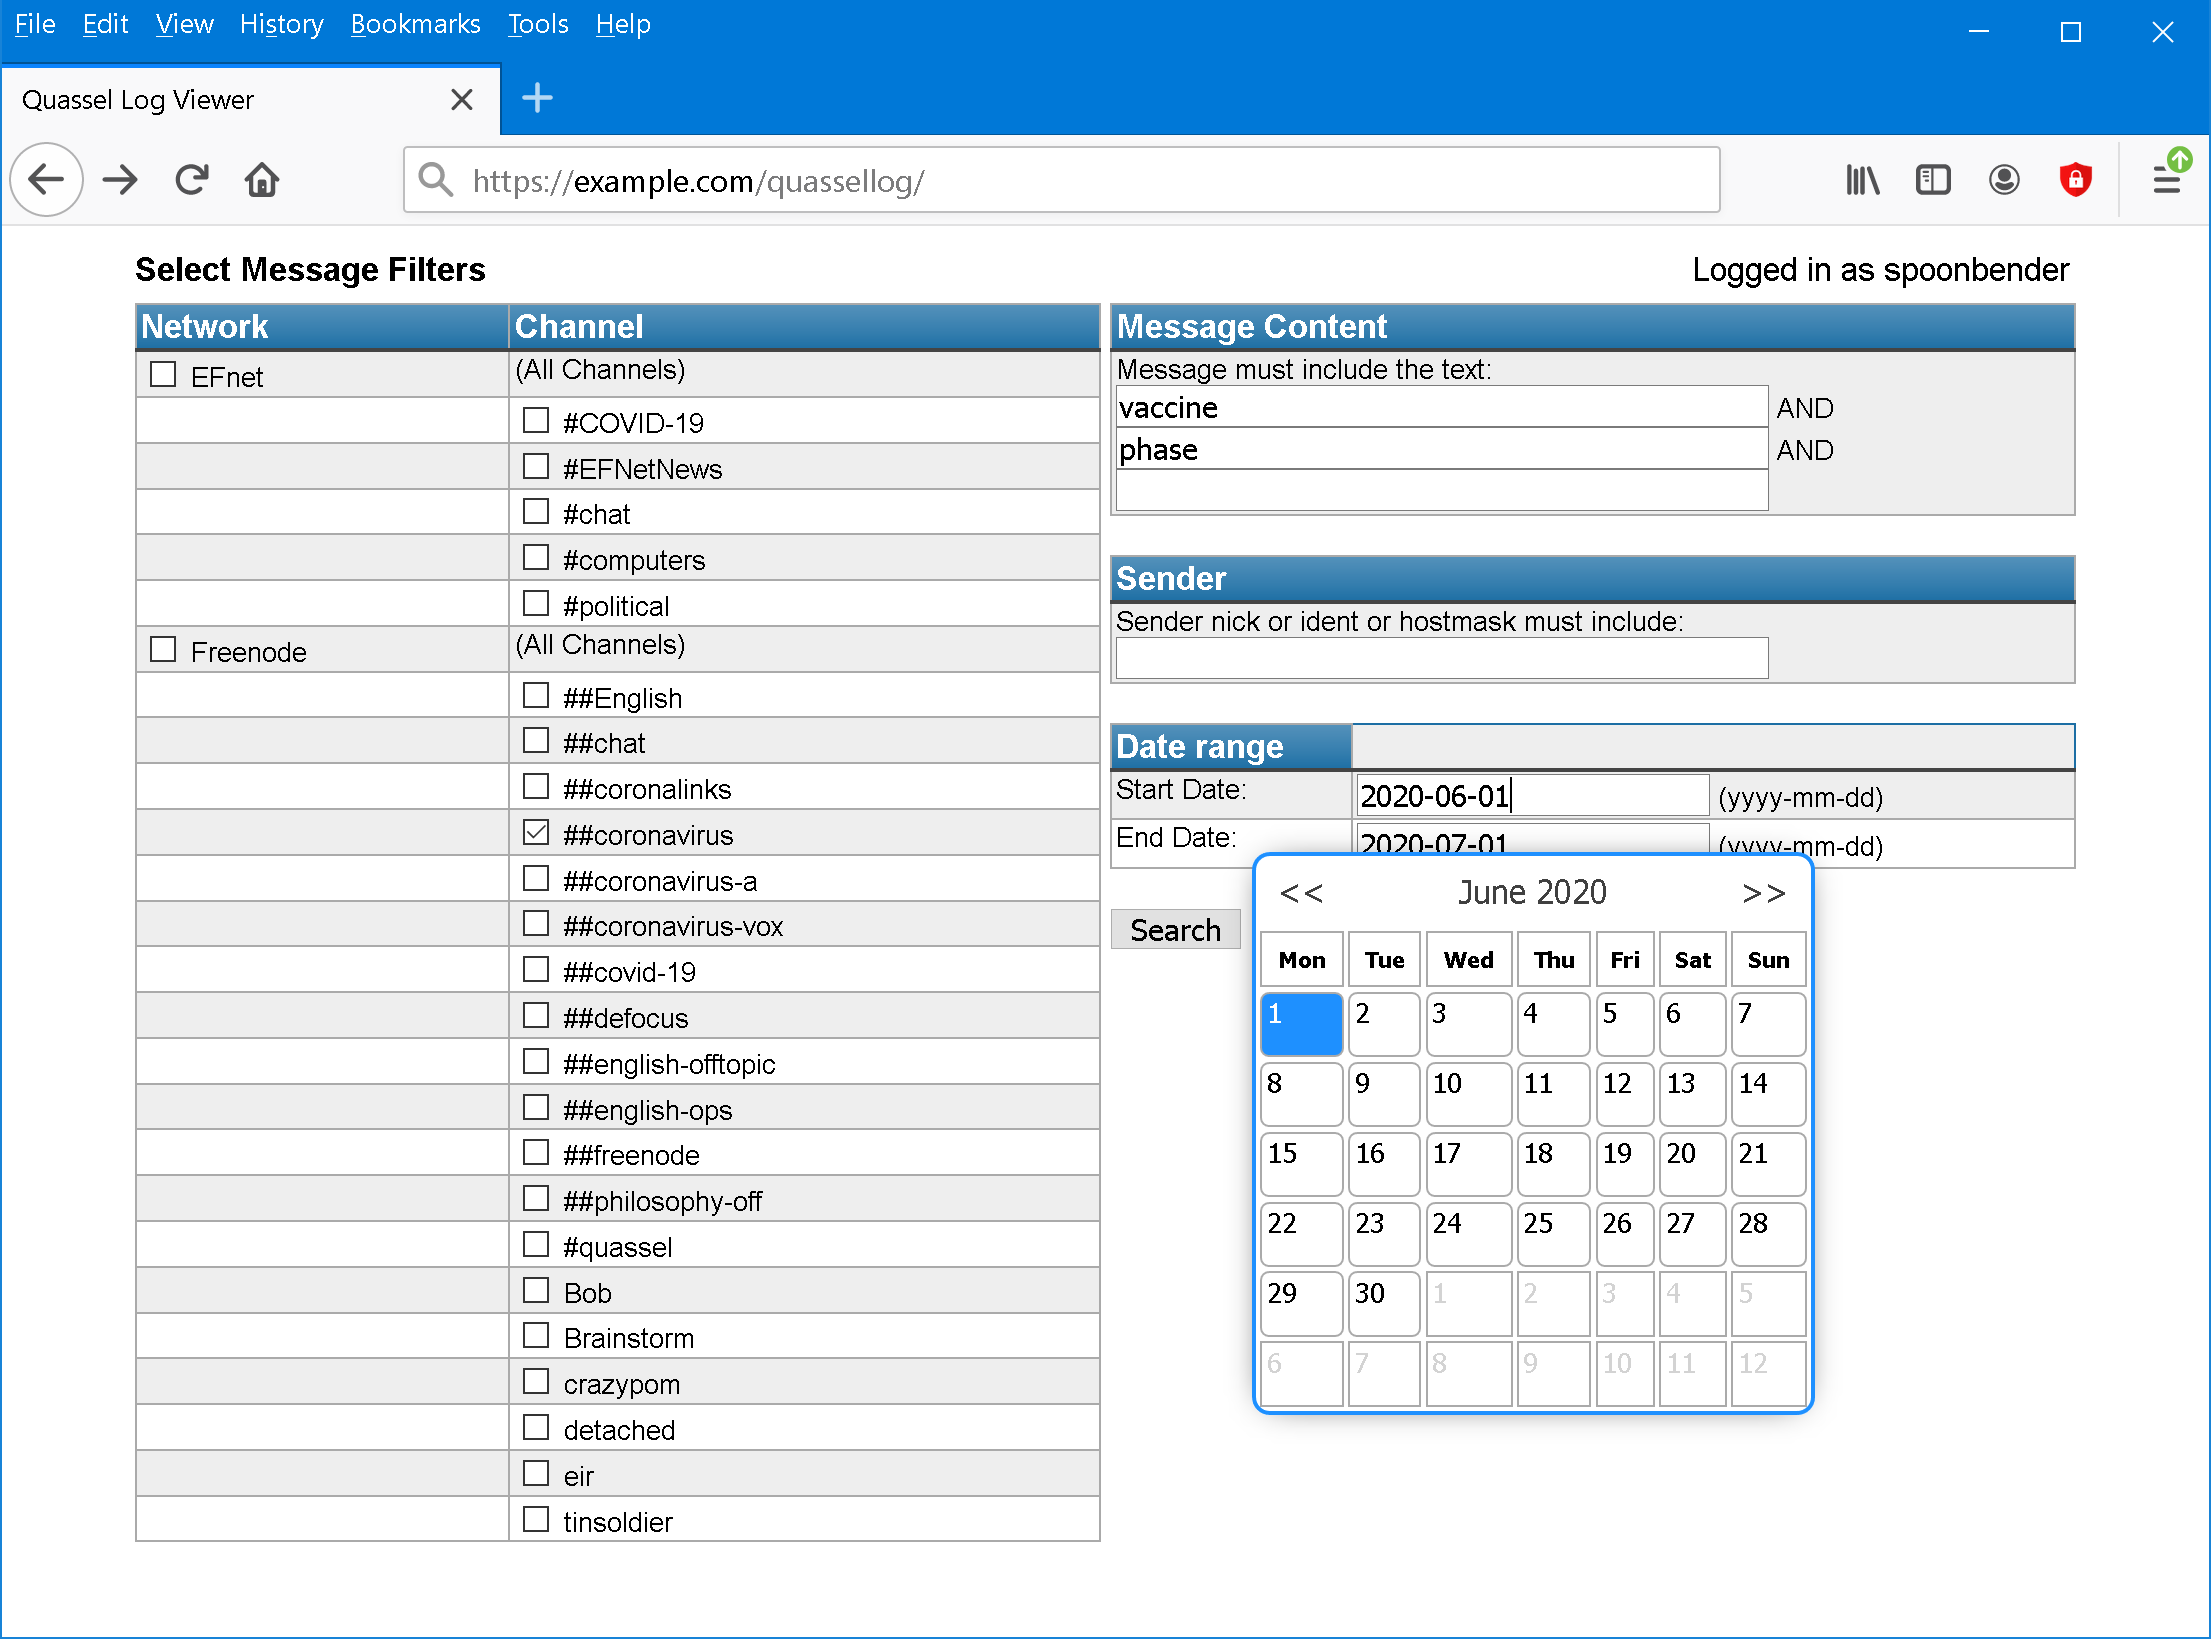 File Edit View History Bookmarks Tools Help
Quassel Log Viewer
https://example.com/quassellog/
Select Message Filters
Logged in as spoonbender
Network Channel
EFnet (All Channels)
#COVID-19
#EFNetNews
#chat
#computers
#political
Freenode (All Channels)
##English
##chat
##coronalinks
##coronavirus
##coronavirus-a
##coronavirus-vox
##covid-19
##defocus
##english-offtopic
##english-ops
##freenode
##philosophy-off
#quassel
Bob
Brainstorm
crazypom
detached
eir
tinsoldier
Message Content
Message must include the text:
vaccine AND
phase AND
Sender
Sender nick or ident or hostmask must include:
Date range
Start Date: 2020-06-01 (yyyy-mm-dd)
End Date: 2020-07-01 (yyyy-mm-dd)
Search
<< June 2020 >>
Mon Tue Wed Thu Fri Sat Sun
1 2 3 4 5 6 7
8 9 10 11 12 13 14
15 16 17 18 19 20 21
22 23 24 25 26 27 28
29 30 1 2 3 4 5
6 7 8 9 10 11 12